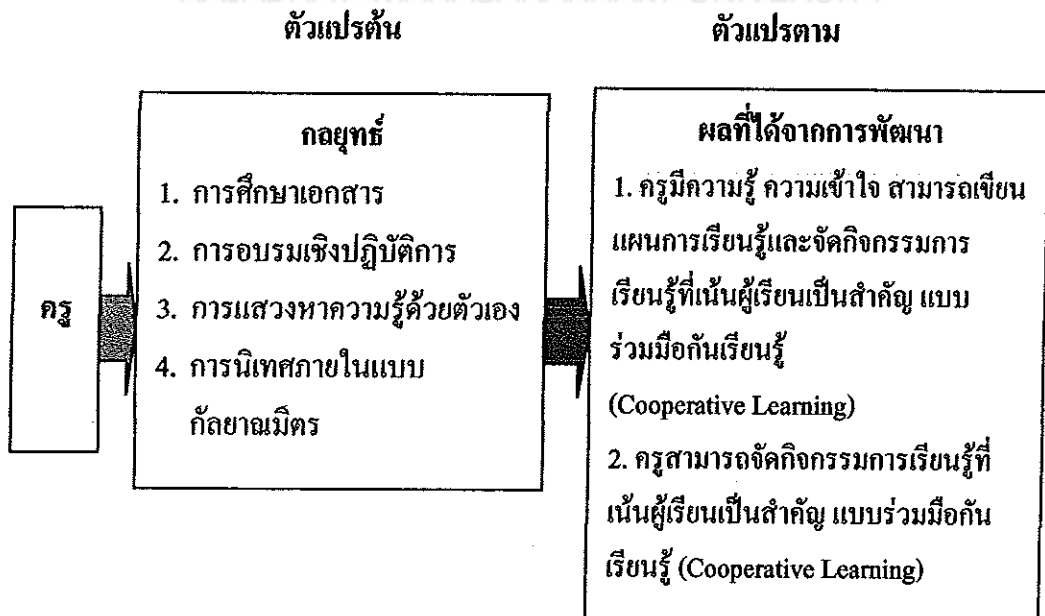 ตัวแปรต้น
ตัวแปรตาม
ครู
กลยุทธ์
1. การศึกษาเอกสาร
2. การอบรมเชิงปฏิบัติการ
3. การแสวงหาความรู้ด้วยตัวเอง
4. การนิเทศภายในแบบ
กัลยาณมิตร
ผลที่ได้จากการพัฒนา
1. ครูมีความรู้ ความเข้าใจ สามารถเขียน
แผนการเรียนรู้และจัดกิจกรรมการ
เรียนรู้ที่เน้นผู้เรียนเป็นสำคัญ แบบ
ร่วมมือกันเรียนรู้
(Cooperative Learning)
2. ครูสามารถจัดกิจกรรมการเรียนรู้ที่
เน้นผู้เรียนเป็นสำคัญ แบบร่วมมือกัน
เรียนรู้ (Cooperative Learning)